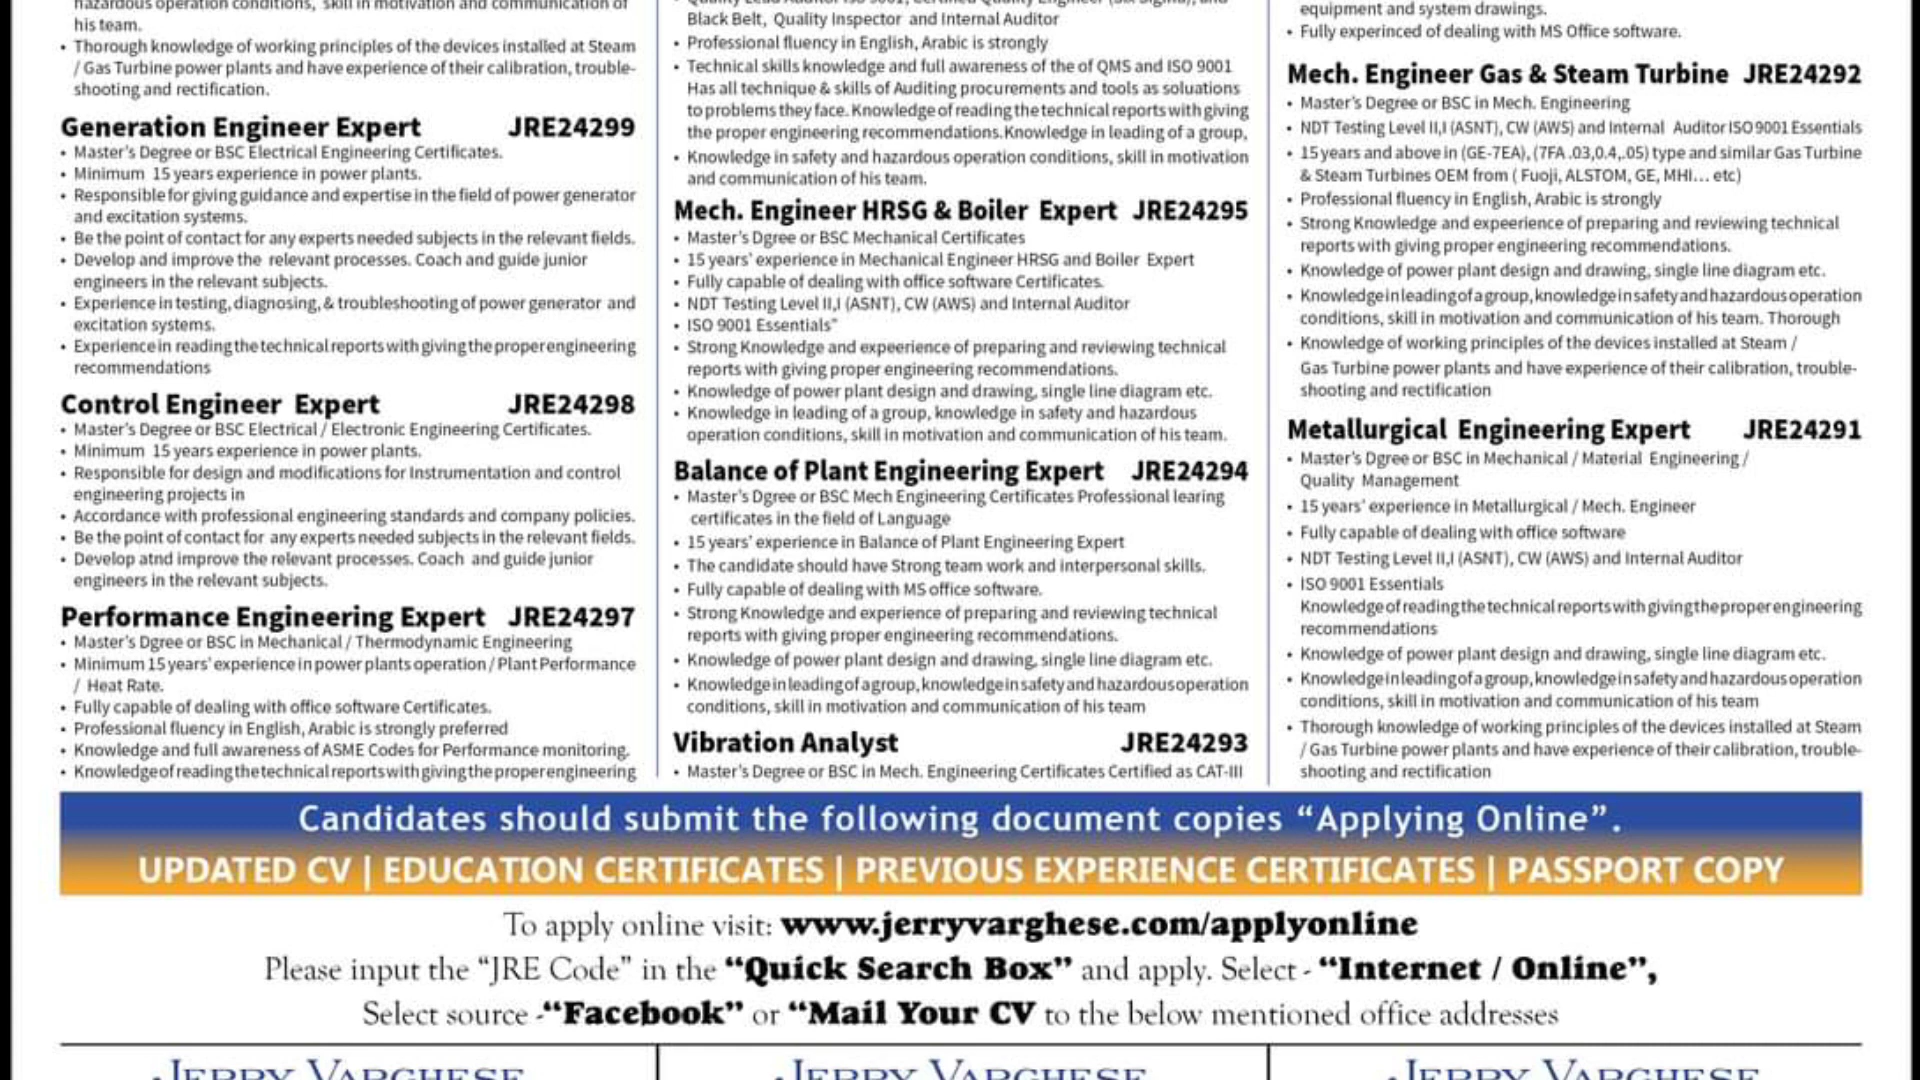 hazardous operation conditions, skill in motivation and communication of
his team.
• Thorough knowledge of working principles of the devices installed at Steam
/ Gas Turbine power plants and have experience of their calibration, trouble-
shooting and rectification.
Generation Engineer Expert JRE24299
• Master's Degree or BSC Electrical Engineering Certificates.
• Minimum 15 years experience in power plants.
• Responsible for giving guidance and expertise in the field of power generator
and excitation systems.
• Be the point of contact for any experts needed subjects in the relevant fields.
• Develop and improve the relevant processes. Coach and guide junior
engineers in the relevant subjects.
• Experience in testing, diagnosing, & troubleshooting of power generator and
excitation systems.
• Experience in reading the technical reports with giving the proper engineering
recommendations
Control Engineer Expert JRE24298
• Master's Degree or BSC Electrical / Electronic Engineering Certificates.
• Minimum 15 years experience in power plants.
• Responsible for design and modifications for Instrumentation and control
engineering projects in
• Accordance with professional engineering standards and company policies.
• Be the point of contact for any experts needed subjects in the relevant fields.
• Develop atnd improve the relevant processes. Coach and guide junior
engineers in the relevant subjects.
Performance Engineering Expert JRE24297
• Master's Dgree or BSC in Mechanical / Thermodynamic Engineering
• Minimum 15 years' experience in power plants operation / Plant Performance
/ Heat Rate.
• Fully capable of dealing with office software Certificates.
• Professional fluency in English, Arabic is strongly preferred
• Knowledge and full awareness of ASME Codes for Performance monitoring.
• Knowledge of reading the technical reports with giving the proper engineering
• Quality Lead Auditor ISO 9001, Certified Quality Engineer (Six Sigma), and
Black Belt, Quality Inspector and Internal Auditor
• Professional fluency in English, Arabic is strongly
• Technical skills knowledge and full awareness of the of QMS and ISO 9001
Has all technique & skills of Auditing procurements and tools as soluations
to problems they face. Knowledge of reading the technical reports with giving
the proper engineering recommendations. Knowledge in leading of a group,
• Knowledge in safety and hazardous operation conditions, skill in motivation
and communication of his team.
Mech. Engineer HRSG & Boiler Expert JRE24295
• Master's Dgree or BSC Mechanical Certificates
• 15 years' experience in Mechanical Engineer HRSG and Boiler Expert
• Fully capable of dealing with office software Certificates.
• NDT Testing Level II,I (ASNT), CW (AWS) and Internal Auditor
• ISO 9001 Essentials"
• Strong Knowledge and expeerience of preparing and reviewing technical
reports with giving proper engineering recommendations.
• Knowledge of power plant design and drawing, single line diagram etc.
• Knowledge in leading of a group, knowledge in safety and hazardous
operation conditions, skill in motivation and communication of his team.
Balance of Plant Engineering Expert JRE24294
• Master's Dgree or BSC Mech Engineering Certificates Professional learing
certificates in the field of Language
• 15 years' experience in Balance of Plant Engineering Expert
• The candidate should have Strong team work and interpersonal skills.
• Fully capable of dealing with MS office software.
• Strong Knowledge and experience of preparing and reviewing technical
reports with giving proper engineering recommendations.
• Knowledge of power plant design and drawing, single line diagram etc.
• Knowledge in leading of a group, knowledge in safety and hazardous operation
conditions, skill in motivation and communication of his team
Vibration Analyst JRE24293
• Master's Degree or BSC in Mech. Engineering Certificates Certified as CAT-III
equipment and system drawings.
• Fully experinced of dealing with MS Office software.
Mech. Engineer Gas & Steam Turbine JRE24292
• Master's Degree or BSC in Mech. Engineering
• NDT Testing Level II,I (ASNT), CW (AWS) and Internal Auditor ISO 9001 Essentials
• 15 years and above in (GE-7EA), (7FA .03,0.4,.05) type and similar Gas Turbine
& Steam Turbines OEM from ( Fuoji, ALSTOM, GE, MHI... etc)
• Professional fluency in English, Arabic is strongly
• Strong Knowledge and expeerience of preparing and reviewing technical
reports with giving proper engineering recommendations.
• Knowledge of power plant design and drawing, single line diagram etc.
• Knowledge in leading of a group, knowledge in safety and hazardous operation
conditions, skill in motivation and communication of his team. Thorough
• Knowledge of working principles of the devices installed at Steam /
Gas Turbine power plants and have experience of their calibration, trouble-
shooting and rectification
Metallurgical Engineering Expert JRE24291
• Master's Dgree or BSC in Mechanical / Material Engineering /
Quality Management
• 15 years' experience in Metallurgical / Mech. Engineer
• Fully capable of dealing with office software
• NDT Testing Level II,I (ASNT), CW (AWS) and Internal Auditor
• ISO 9001 Essentials
Knowledge of reading the technical reports with giving the proper engineering
recommendations
• Knowledge of power plant design and drawing, single line diagram etc.
• Knowledge in leading of a group, knowledge in safety and hazardous operation
conditions, skill in motivation and communication of his team
• Thorough knowledge of working principles of the devices installed at Steam
/ Gas Turbine power plants and have experience of their calibration, trouble-
shooting and rectification
Candidates should submit the following document copies “Applying Online”.
UPDATED CV | EDUCATION CERTIFICATES | PREVIOUS EXPERIENCE CERTIFICATES | PASSPORT COPY
To apply online visit: www.jerryvarghese.com/applyonline
Please input the “JRE Code” in the “Quick Search Box” and apply. Select - “Internet / Online”,
Select source -“Facebook” or “Mail Your CV to the below mentioned office addresses
JERRY VARGHESE JERRY VARGHESE JERRY VARGHESE